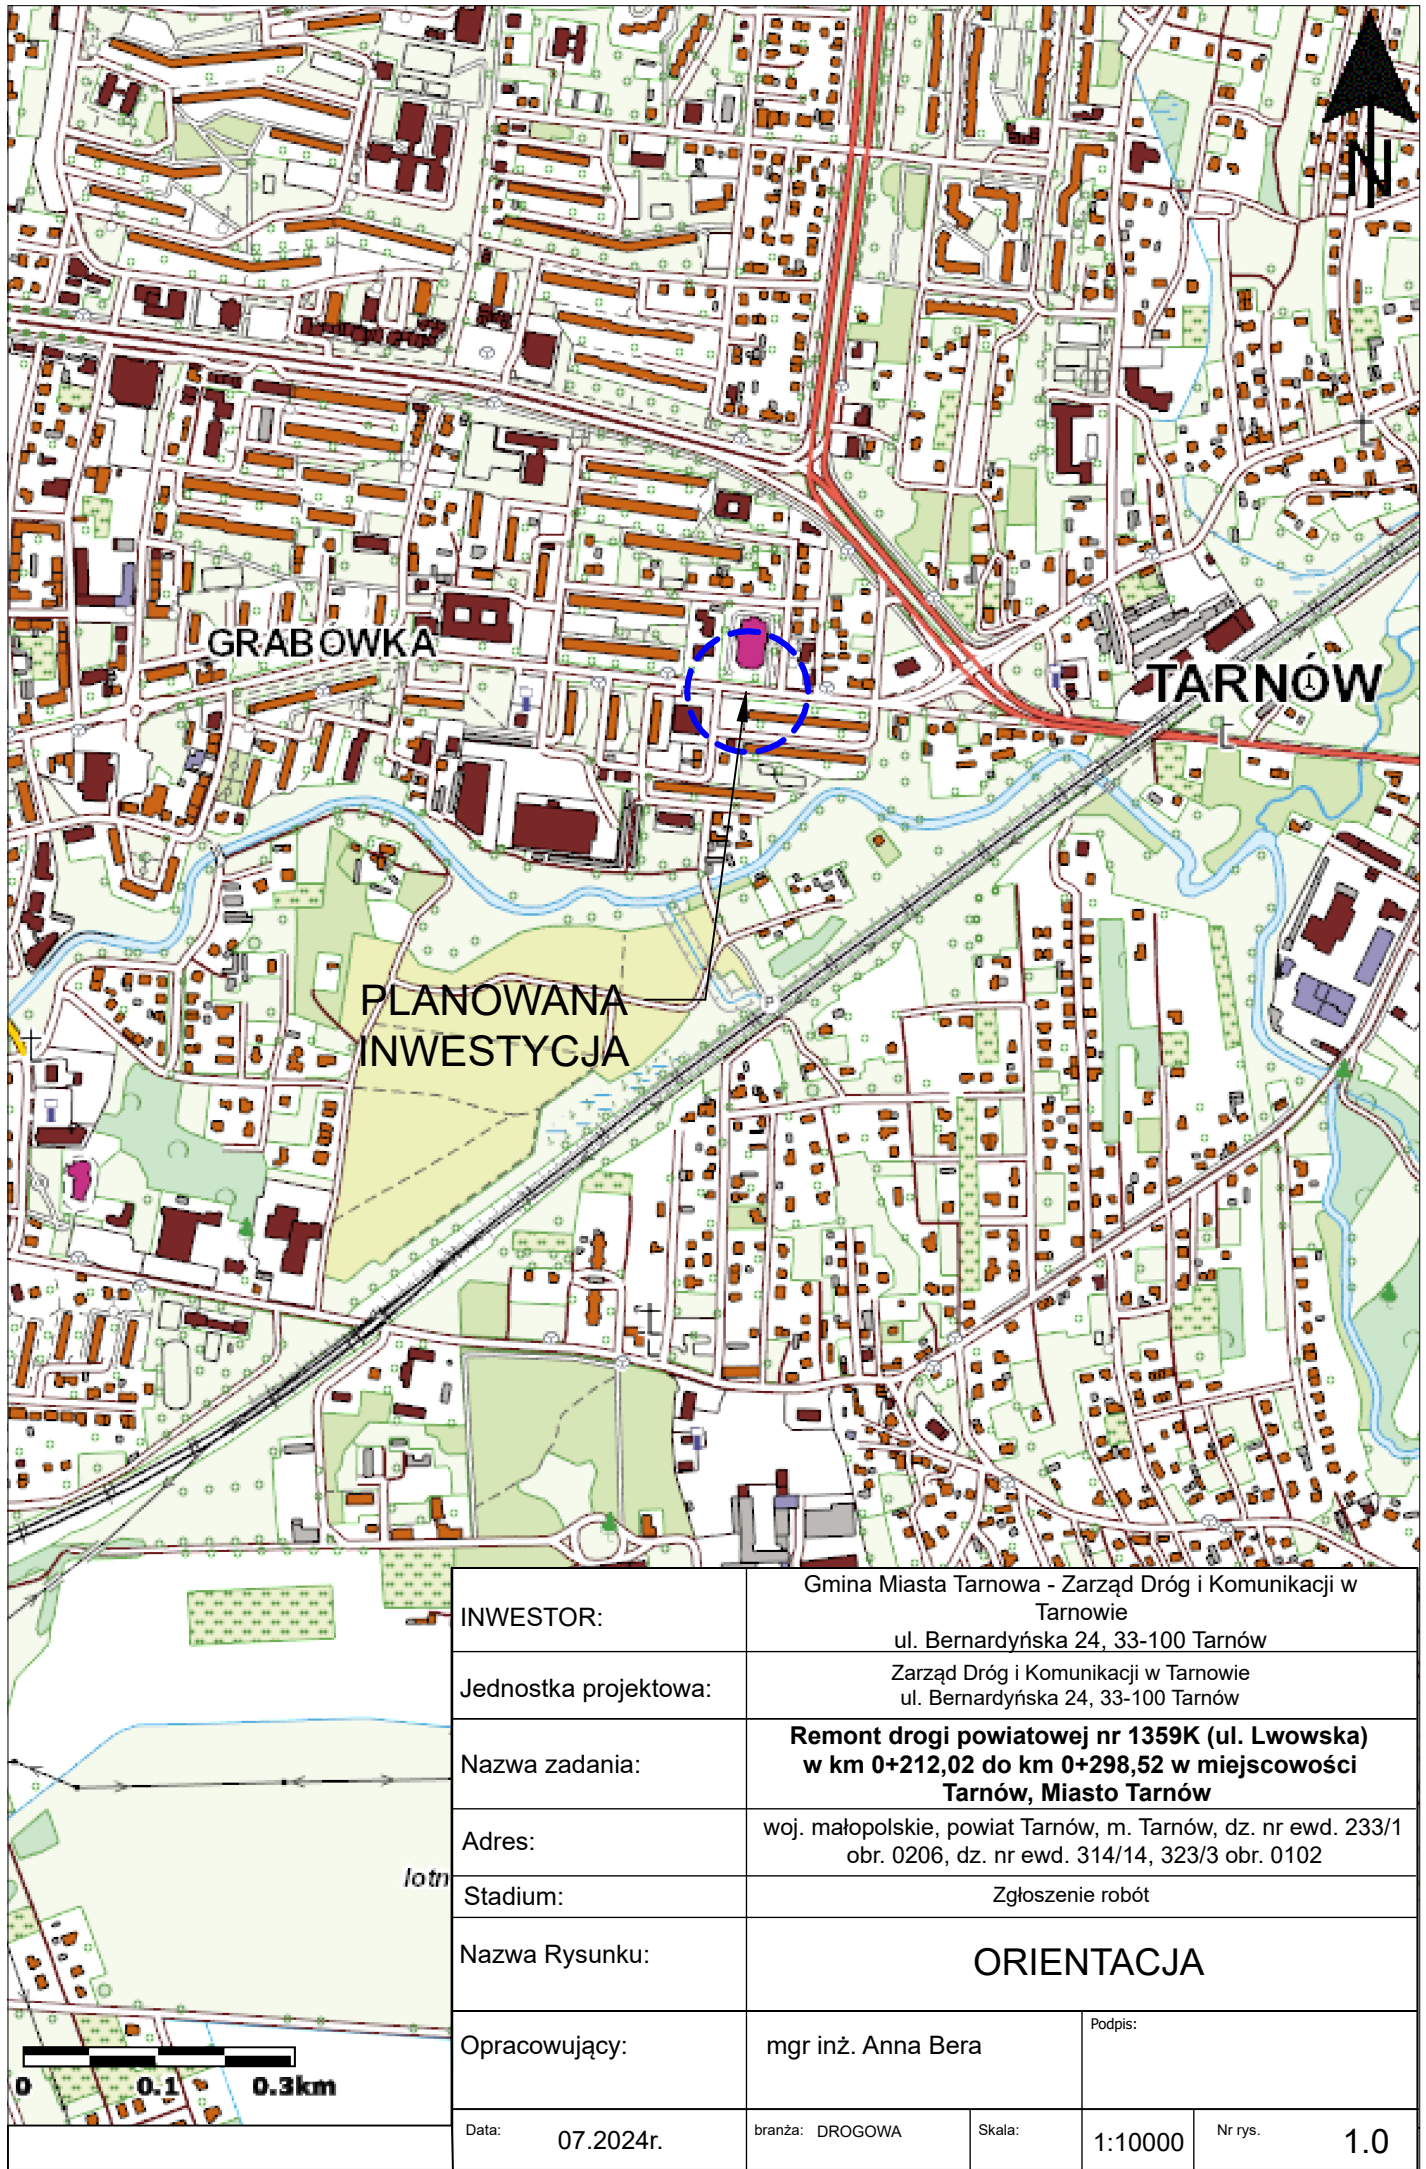 N
GRABÓWKA
TARNÓW
PLANOWANA
INWESTYCJA
lotn
0 0.1 0.3km
INWESTOR:
Gmina Miasta Tarnowa - Zarząd Dróg i Komunikacji w
Tarnowie
ul. Bernardyńska 24, 33-100 Tarnów
Jednostka projektowa:
Zarząd Dróg i Komunikacji w Tarnowie
ul. Bernardyńska 24, 33-100 Tarnów
Nazwa zadania:
Remont drogi powiatowej nr 1359K (ul. Lwowska)
w km 0+212,02 do km 0+298,52 w miejscowości
Tarnów, Miasto Tarnów
Adres:
woj. małopolskie, powiat Tarnów, m. Tarnów, dz. nr ewd. 233/1
obr. 0206, dz. nr ewd. 314/14, 323/3 obr. 0102
Stadium:
Zgłoszenie robót
Nazwa Rysunku:
ORIENTACJA
Opracowujący:
mgr inż. Anna Bera
Podpis:
Data: 07.2024r.
branża: DROGOWA
Skala: 1:10000
Nr rys. 1.0